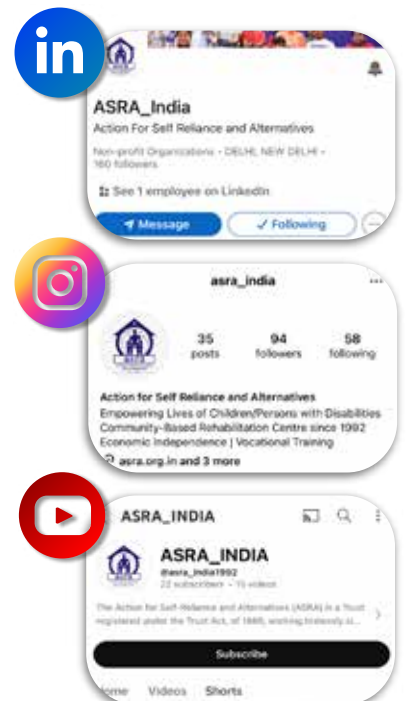 in
ASRA_India
Action For Self Reliance and Alternatives
Non-profit Organizations - DELHI, NEW DELHI -
160 followers
See 1 employee on LinkedIn
Message
Following
asra_india
35
94
58
posts
followers
following
Action for Self Reliance and Alternatives
Empowering Lives of Children/Persons with Disabilities
Community-Based Rehabilitation Centre since 1992
Economic Independence | Vocational Training
asra.org.in and 3 more
ASRA_INDIA
ASRA_INDIA
@asra_india1992
22 subscribers - 15 videos
The Action for Self-Reliance and Alternatives (ASRA) is a Trust
registered under the Trust Act, of 1885, working
Subscribe
Home Videos Shorts